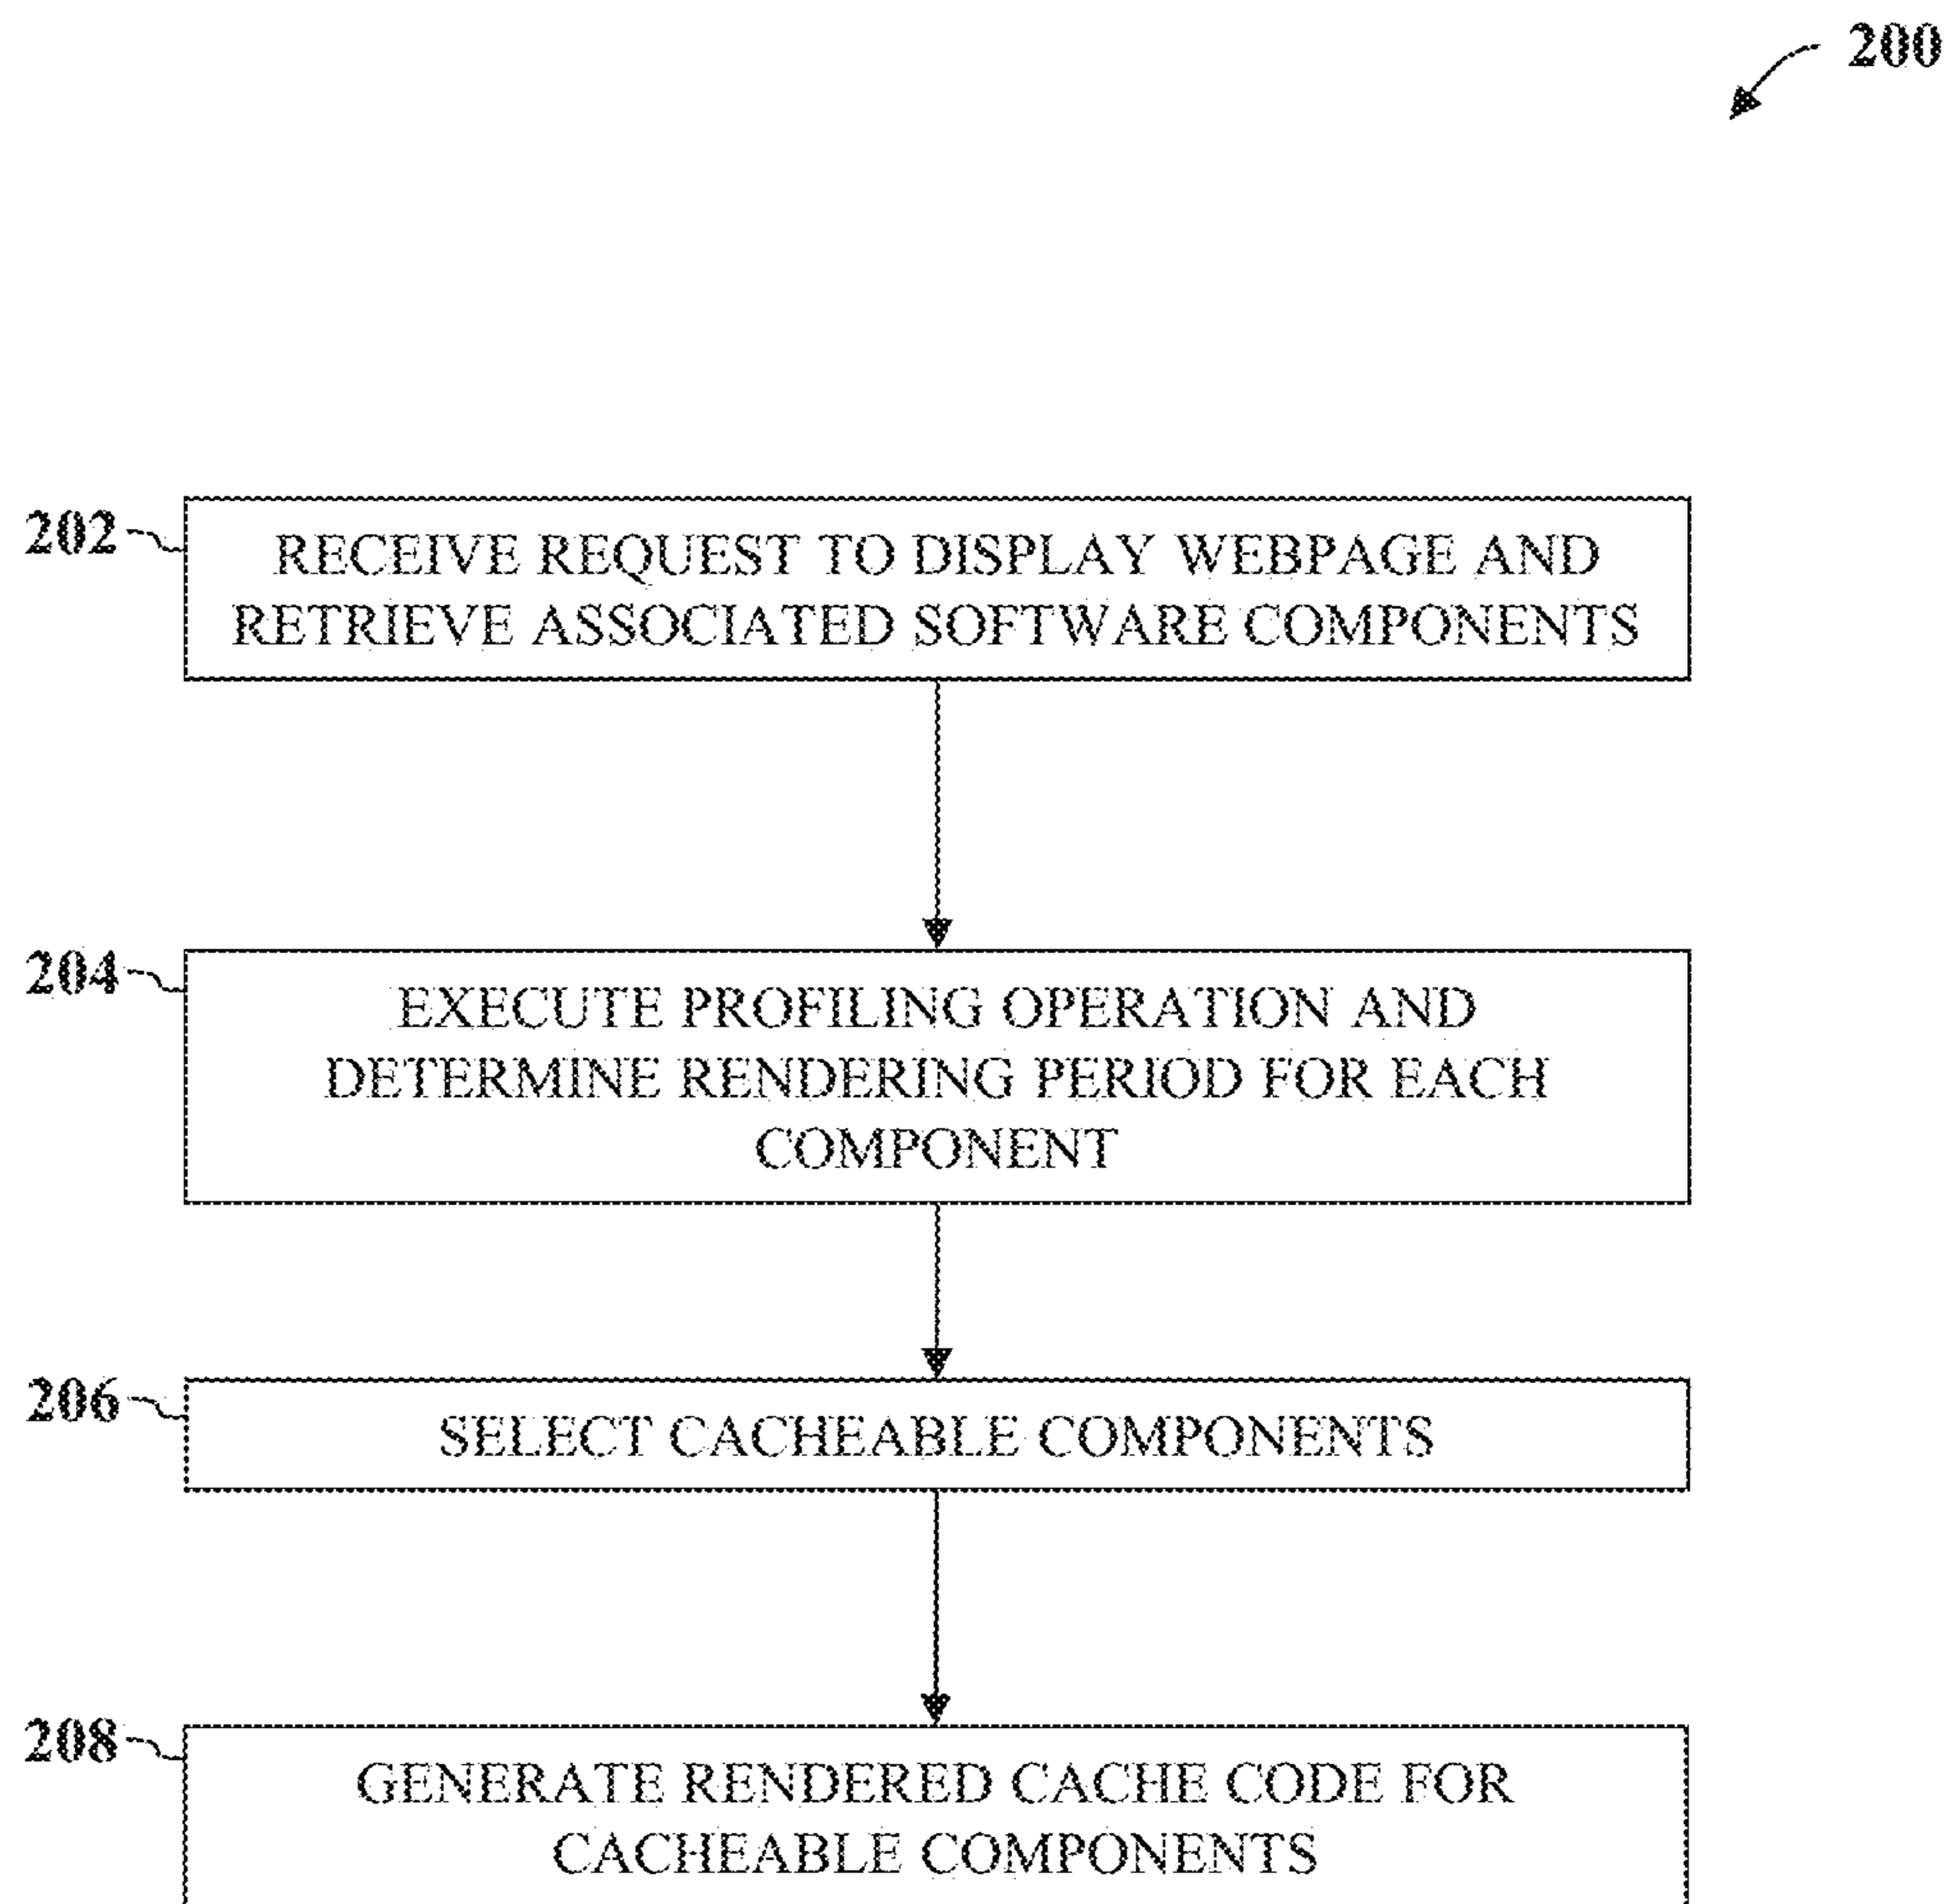 200
202
RECEIVE REQUEST TO DISPLAY WEBPAGE AND
RETRIEVE ASSOCIATED SOFTWARE COMPONENTS
204
EXECUTE PROFILING OPERATION AND
DETERMINE RENDERING PERIOD FOR EACH
COMPONENT
206
SELECT CACHEABLE COMPONENTS
208
GENERATE RENDERED CACHE CODE FOR
CACHEABLE COMPONENTS